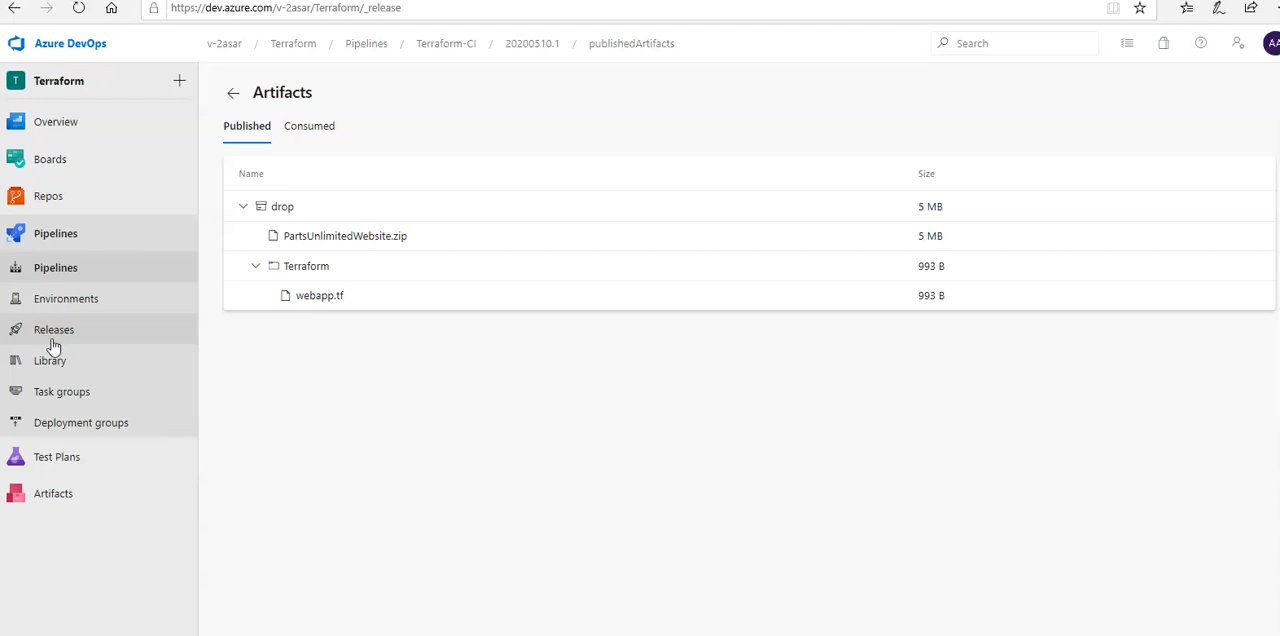 https://dev.azure.com/v-2asar/Terraform/_release
Azure DevOps
v-2asar / Terraform / Pipelines / Terraform-CI / 20200510.1 / publishedArtifacts
Search
AA
T Terraform
Overview
Boards
Repos
Pipelines
Pipelines
Environments
Releases
Library
Task groups
Deployment groups
Test Plans
Artifacts
Artifacts
Published Consumed
Name Size
drop 5 MB
PartsUnlimitedWebsite.zip 5 MB
Terraform 993 B
webapp.tf 993 B